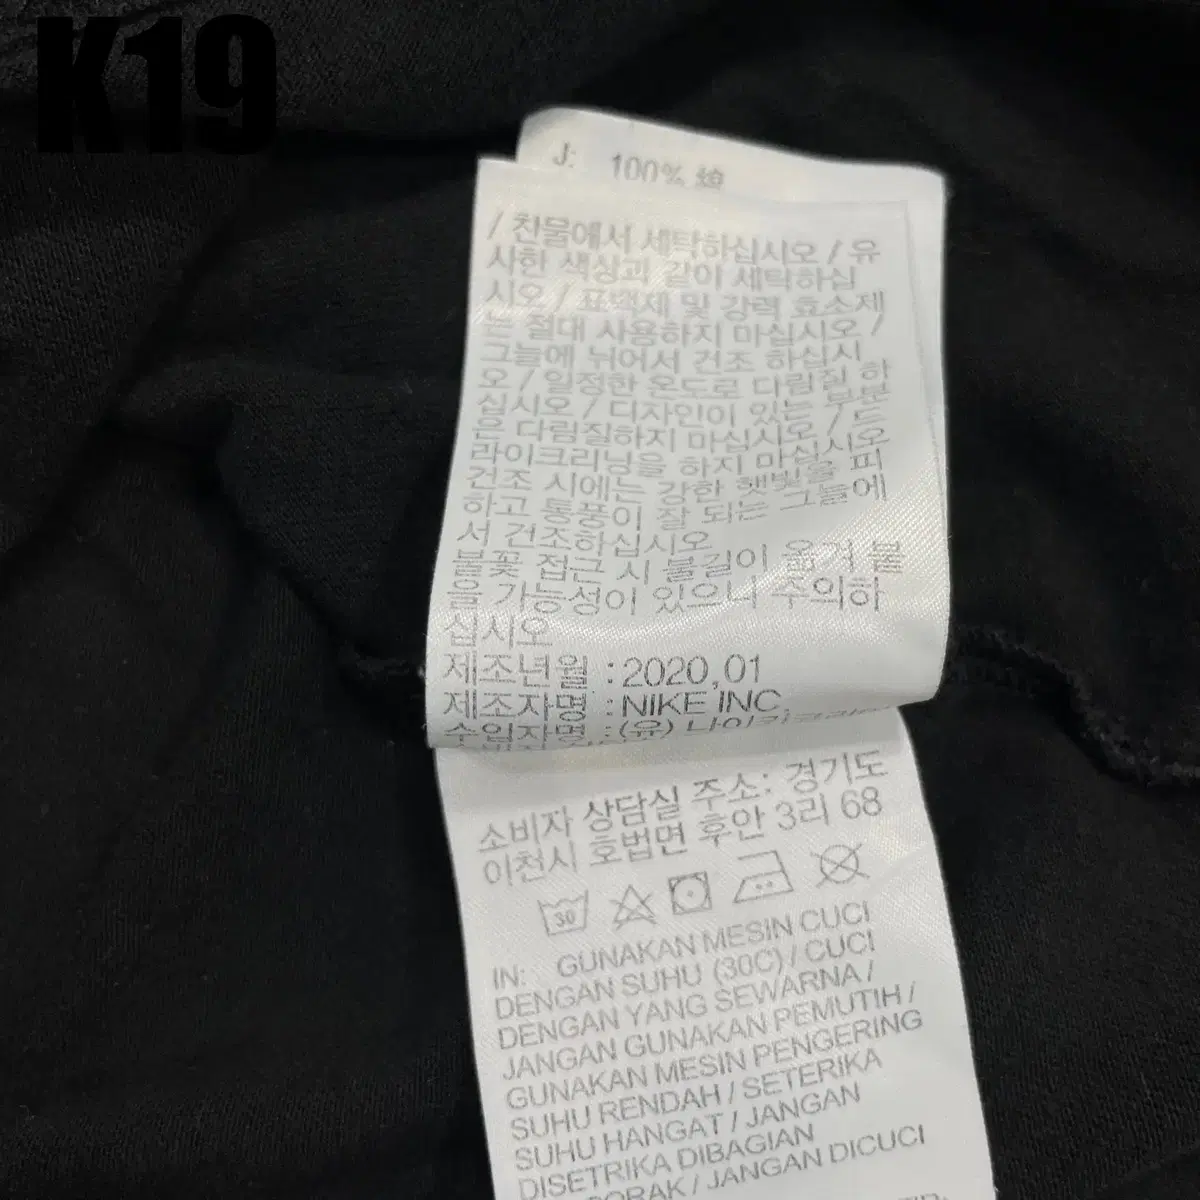 K19
J: 100% 綿
/ 찬물에서 세탁하십시오 / 유
사한 색상과 같이 세탁하십
시오 / 표백제 및 강력 효소제
는 절대 사용하지 마십시오 /
그늘에 뉘어서 건조 하십시
오 / 일정한 온도로 다림질 하
십시오 / 디자인이 있는 부분
은 다림질하지 마십시오 / 드
라이크리닝을 하지 마십시오
건조 시에는 강한 햇빛을 피
하고 통풍이 잘 되는 그늘에
서 건조하십시오
불꽃 접근 시 불길이 옮겨 붙
을 가능성이 있으니 주의하
십시오
제조년월 : 2020,01
제조자명 : NIKE INC.
수입자명 : (유)
소비자 상담실 주소: 경기도
이천시 호법면 후안 3리 68
30
IN: GUNAKAN MESIN CUCI
DENGAN SUHU (30C) / CUCI
DENGAN YANG SEWARNA /
JANGAN GUNAKAN PEMUTIH /
GUNAKAN MESIN PENGERING
SUHU RENDAH / SETERIKA
SUHU HANGAT / JANGAN
DISETRIKA DIBAGIAN
/ JANGAN DICUCI